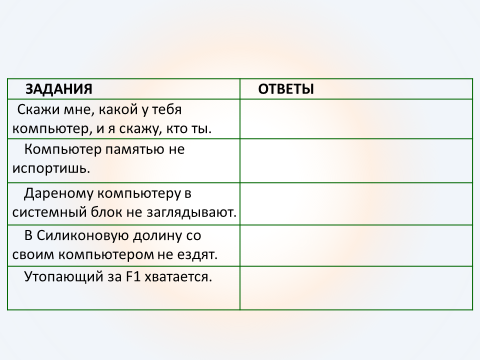 ЗАДАНИЯ ОТВЕТЫ
Скажи мне, какой у тебя
компьютер, и я скажу, кто ты.
Компьютер памятью не
испортишь.
Дареному компьютеру в
системный блок не заглядывают.
В Силиконовую долину со
своим компьютером не ездят.
Утопающий за F1 хватается.